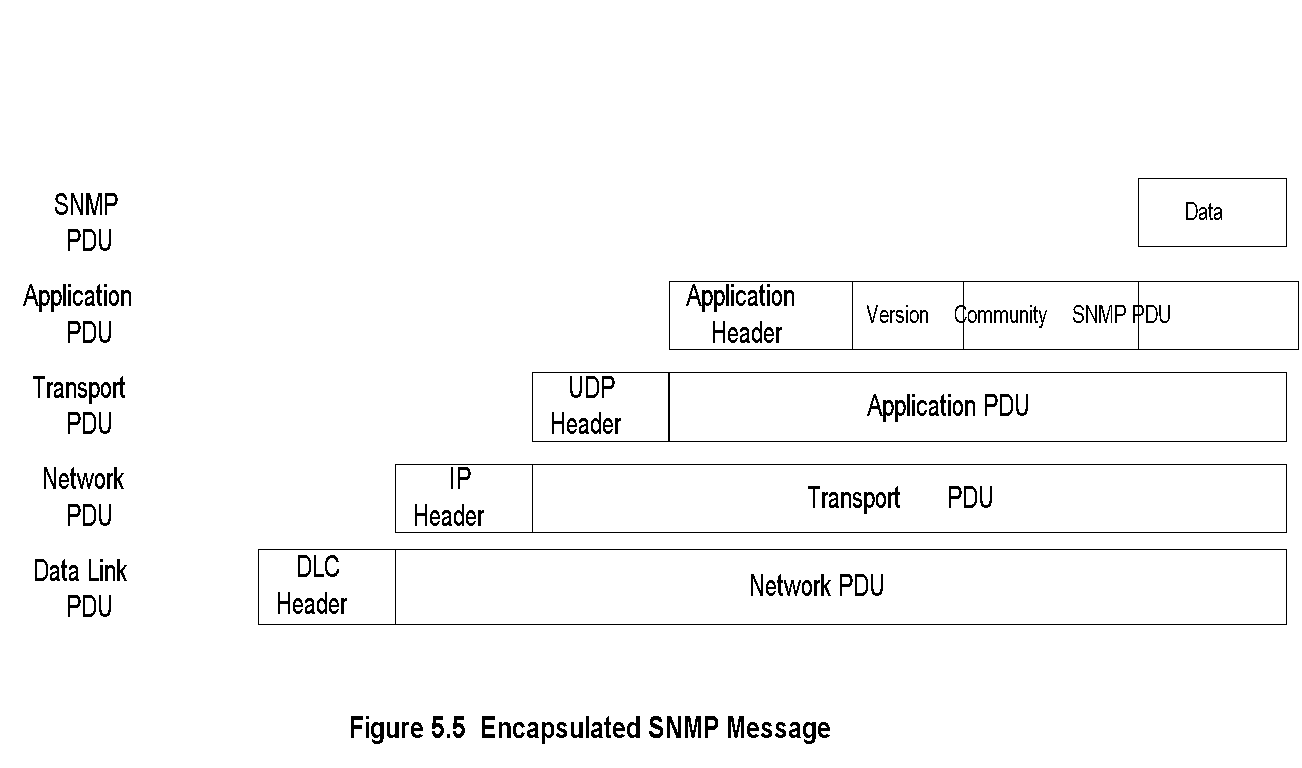 SNMP
PDU
Data
Application
PDU
Application
Header
Version
Community
SNMP PDU
Transport
PDU
UDP
Header
Application PDU
Network
PDU
IP
Header
Transport PDU
Data Link
PDU
DLC
Header
Network PDU
Figure 5.5 Encapsulated SNMP Message